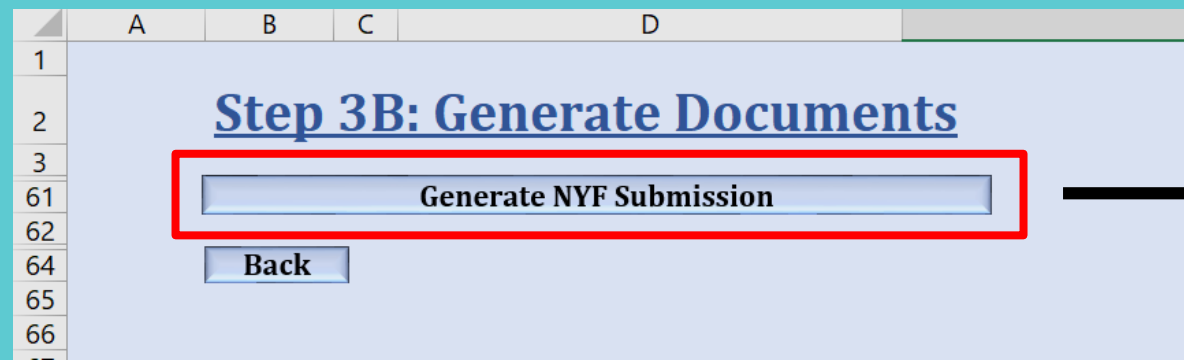 A B C D
1
2 Step 3B: Generate Documents
3
61 Generate NYF Submission
62
64 Back
65
66